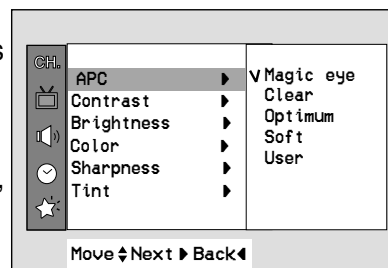 s
CH.
APC
Contrast
Brightness
Color
Sharpness
Tint
Magic eye
Clear
Optimum
Soft
User
,
Move Next Back